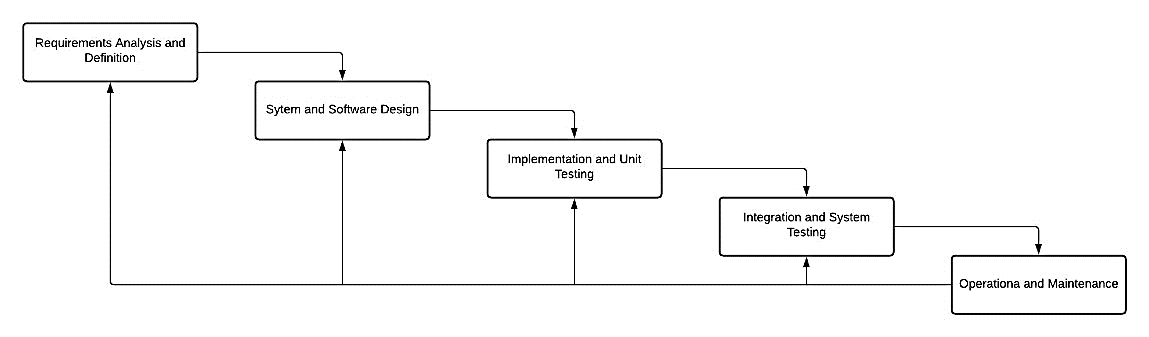 Requirements Analysis and
Definition
Sytem and Software Design
Implementation and Unit
Testing
Integration and System
Testing
Operationa and Maintenance